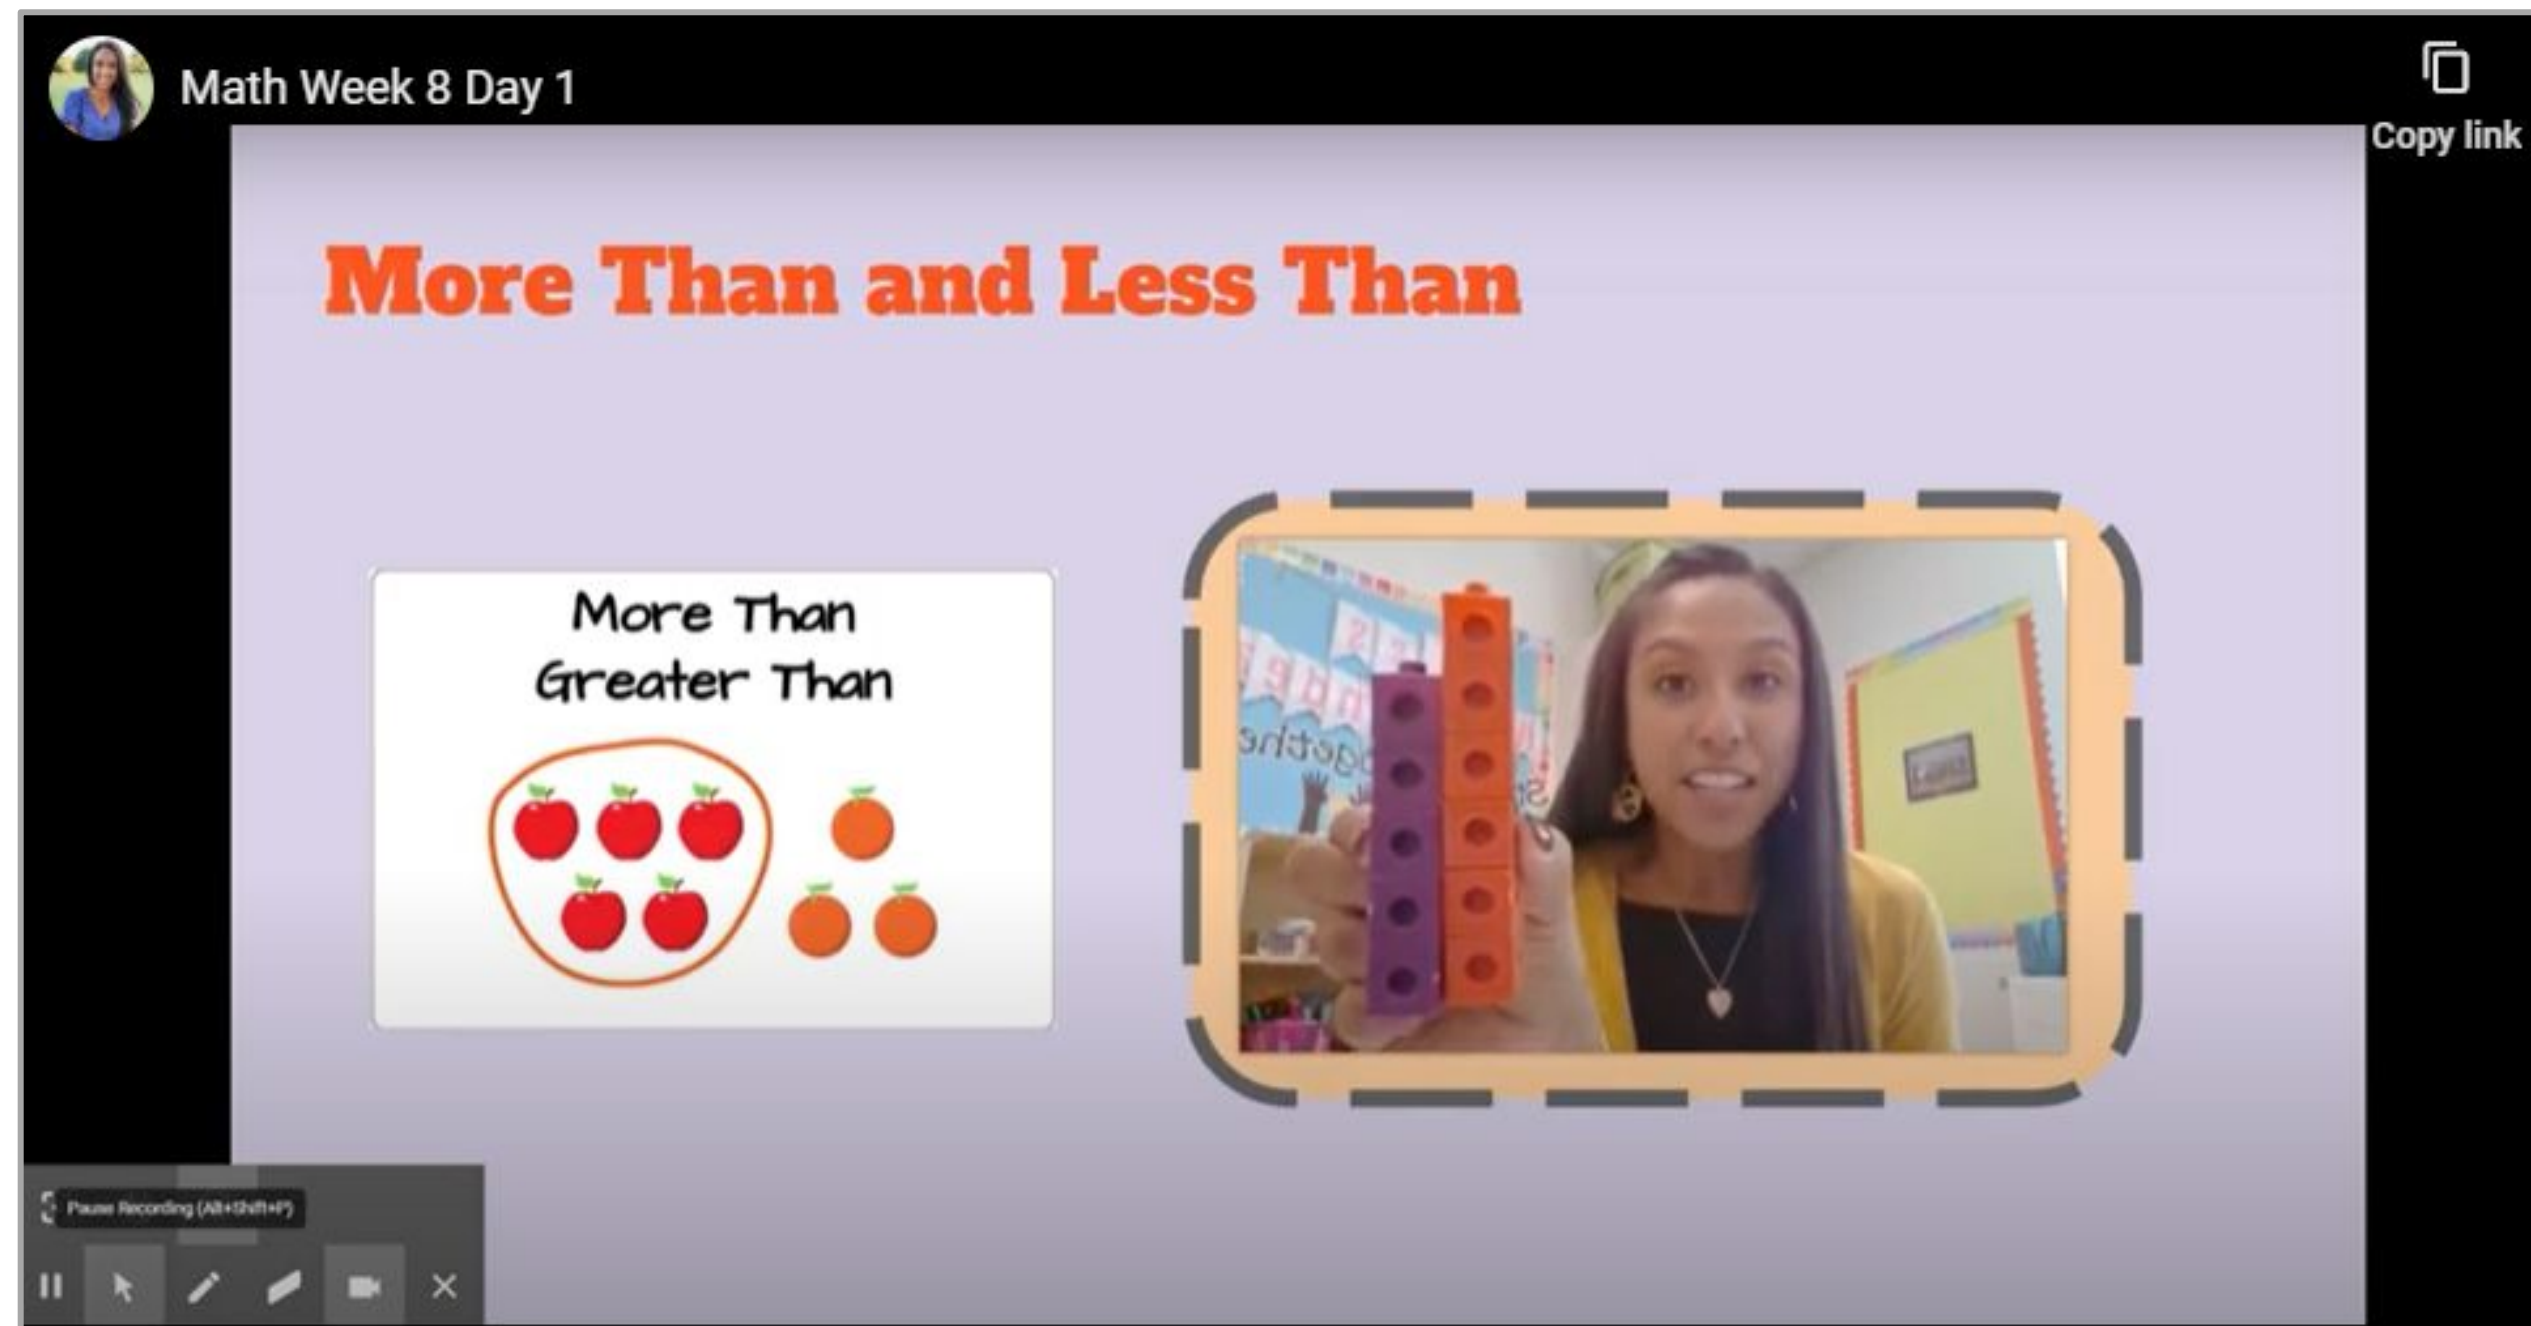 Math Week 8 Day 1
Copy link
More Than and Less Than
More Than
Greater Than
Pause Recording (Alt+Shift+P)